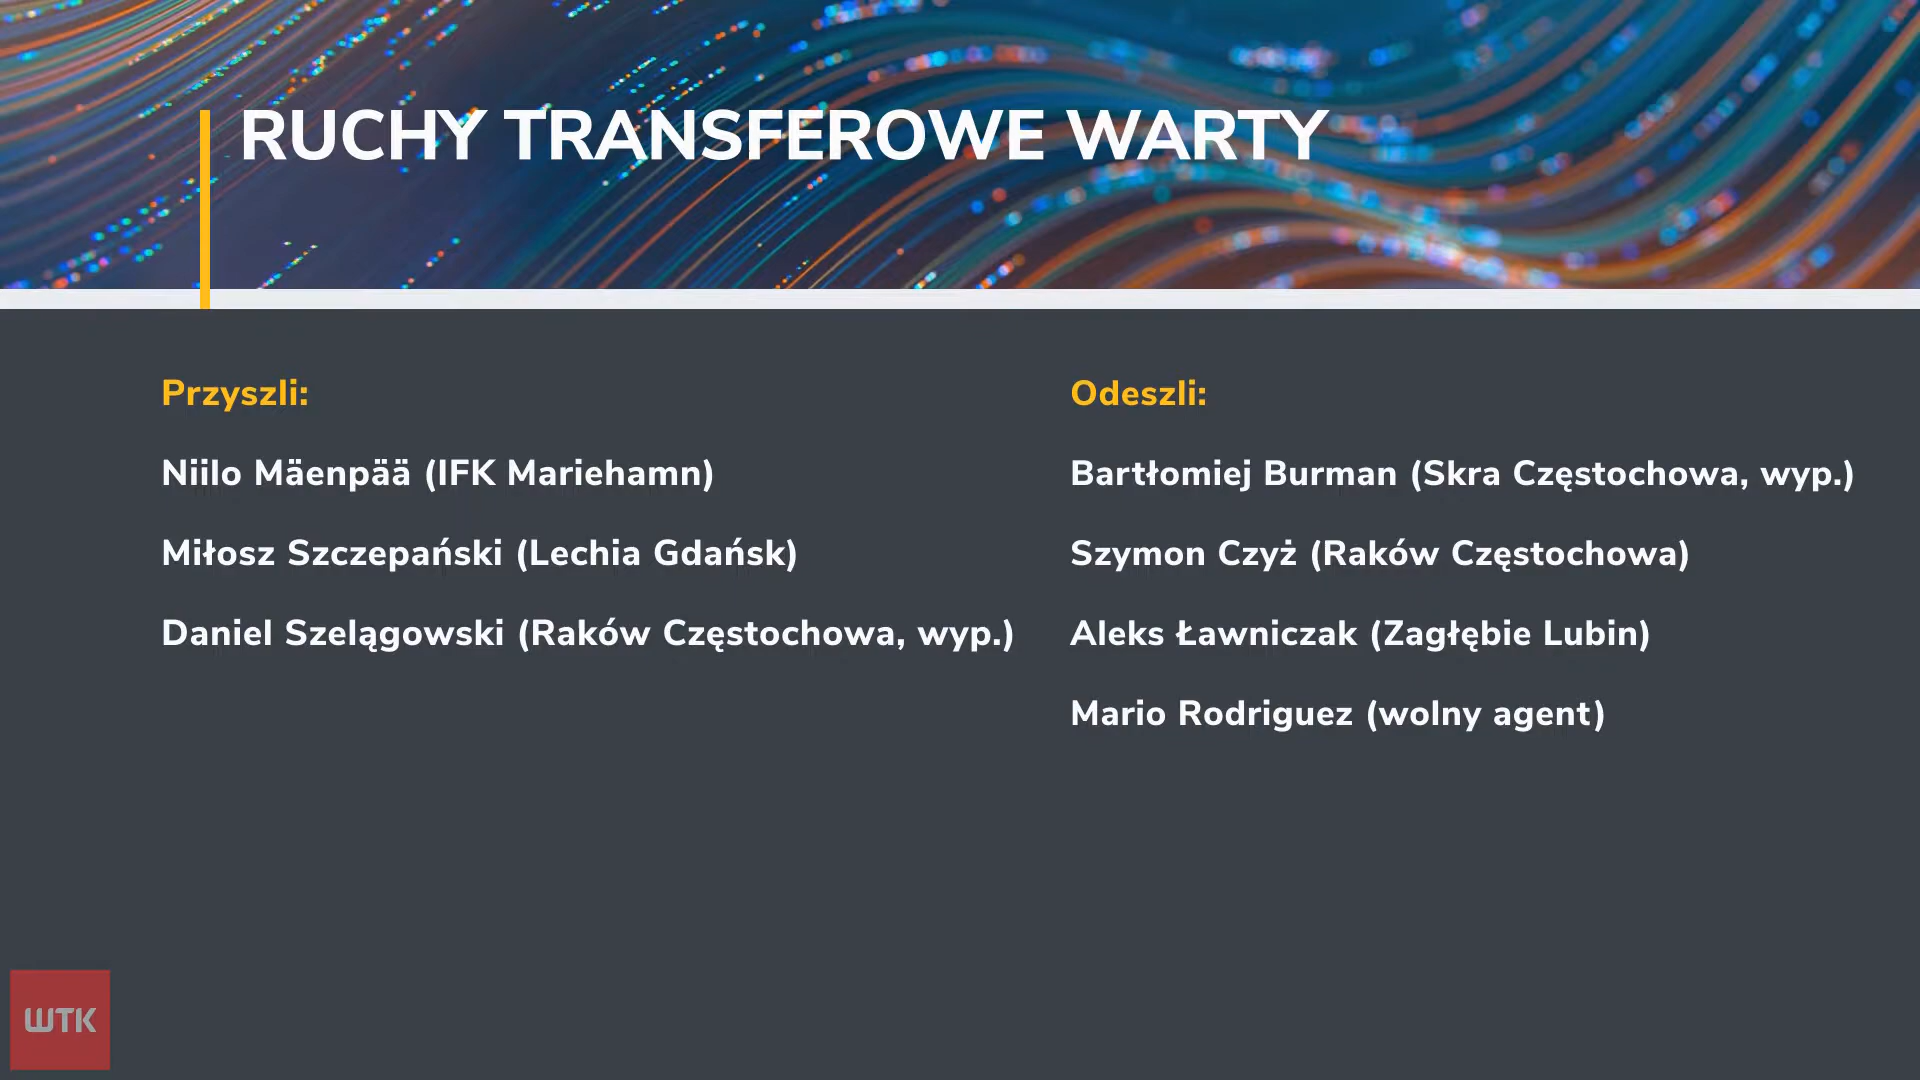 RUCHY TRANSFEROWE WARTY
Przyszli:
Niilo Mäenpää (IFK Mariehamn)
Miłosz Szczepański (Lechia Gdańsk)
Daniel Szelągowski (Raków Częstochowa, wyp.)
Odeszli:
Bartłomiej Burman (Skra Częstochowa, wyp.)
Szymon Czyż (Raków Częstochowa)
Aleks Ławniczak (Zagłębie Lubin)
Mario Rodriguez (wolny agent)
WTK